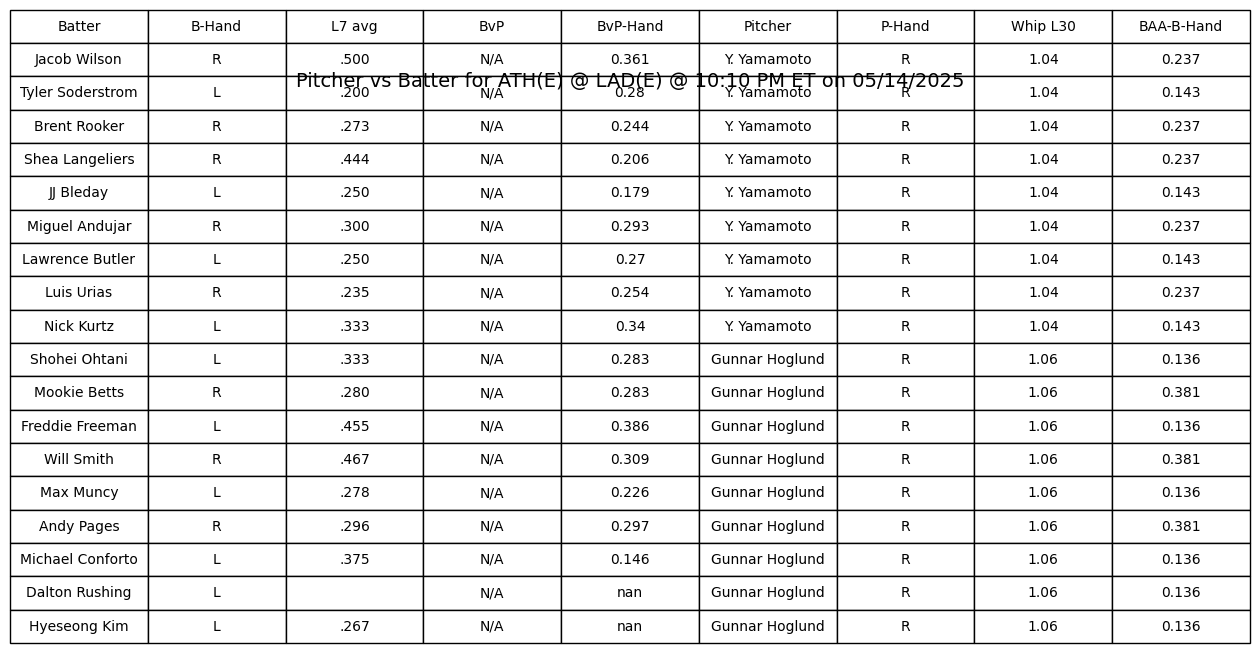 Batter B-Hand L7 avg BvP BvP-Hand Pitcher P-Hand Whip L30 BAA-B-Hand
Jacob Wilson R .500 N/A 0.361 Y. Yamamoto R 1.04 0.237
Pitcher vs Batter for ATH(E) @ LAD(E) @ 10:10 PM ET on 05/14/2025
Tyler Soderstrom L .200 N/A 0.28 Y. Yamamoto R 1.04 0.143
Brent Rooker R .273 N/A 0.244 Y. Yamamoto R 1.04 0.237
Shea Langeliers R .444 N/A 0.206 Y. Yamamoto R 1.04 0.237
JJ Bleday L .250 N/A 0.179 Y. Yamamoto R 1.04 0.143
Miguel Andujar R .300 N/A 0.293 Y. Yamamoto R 1.04 0.237
Lawrence Butler L .250 N/A 0.27 Y. Yamamoto R 1.04 0.143
Luis Urias R .235 N/A 0.254 Y. Yamamoto R 1.04 0.237
Nick Kurtz L .333 N/A 0.34 Y. Yamamoto R 1.04 0.143
Shohei Ohtani L .333 N/A 0.283 Gunnar Hoglund R 1.06 0.136
Mookie Betts R .280 N/A 0.283 Gunnar Hoglund R 1.06 0.381
Freddie Freeman L .455 N/A 0.386 Gunnar Hoglund R 1.06 0.136
Will Smith R .467 N/A 0.309 Gunnar Hoglund R 1.06 0.381
Max Muncy L .278 N/A 0.226 Gunnar Hoglund R 1.06 0.136
Andy Pages R .296 N/A 0.297 Gunnar Hoglund R 1.06 0.381
Michael Conforto L .375 N/A 0.146 Gunnar Hoglund R 1.06 0.136
Dalton Rushing L N/A nan Gunnar Hoglund R 1.06 0.136
Hyeseong Kim L .267 N/A nan Gunnar Hoglund R 1.06 0.136